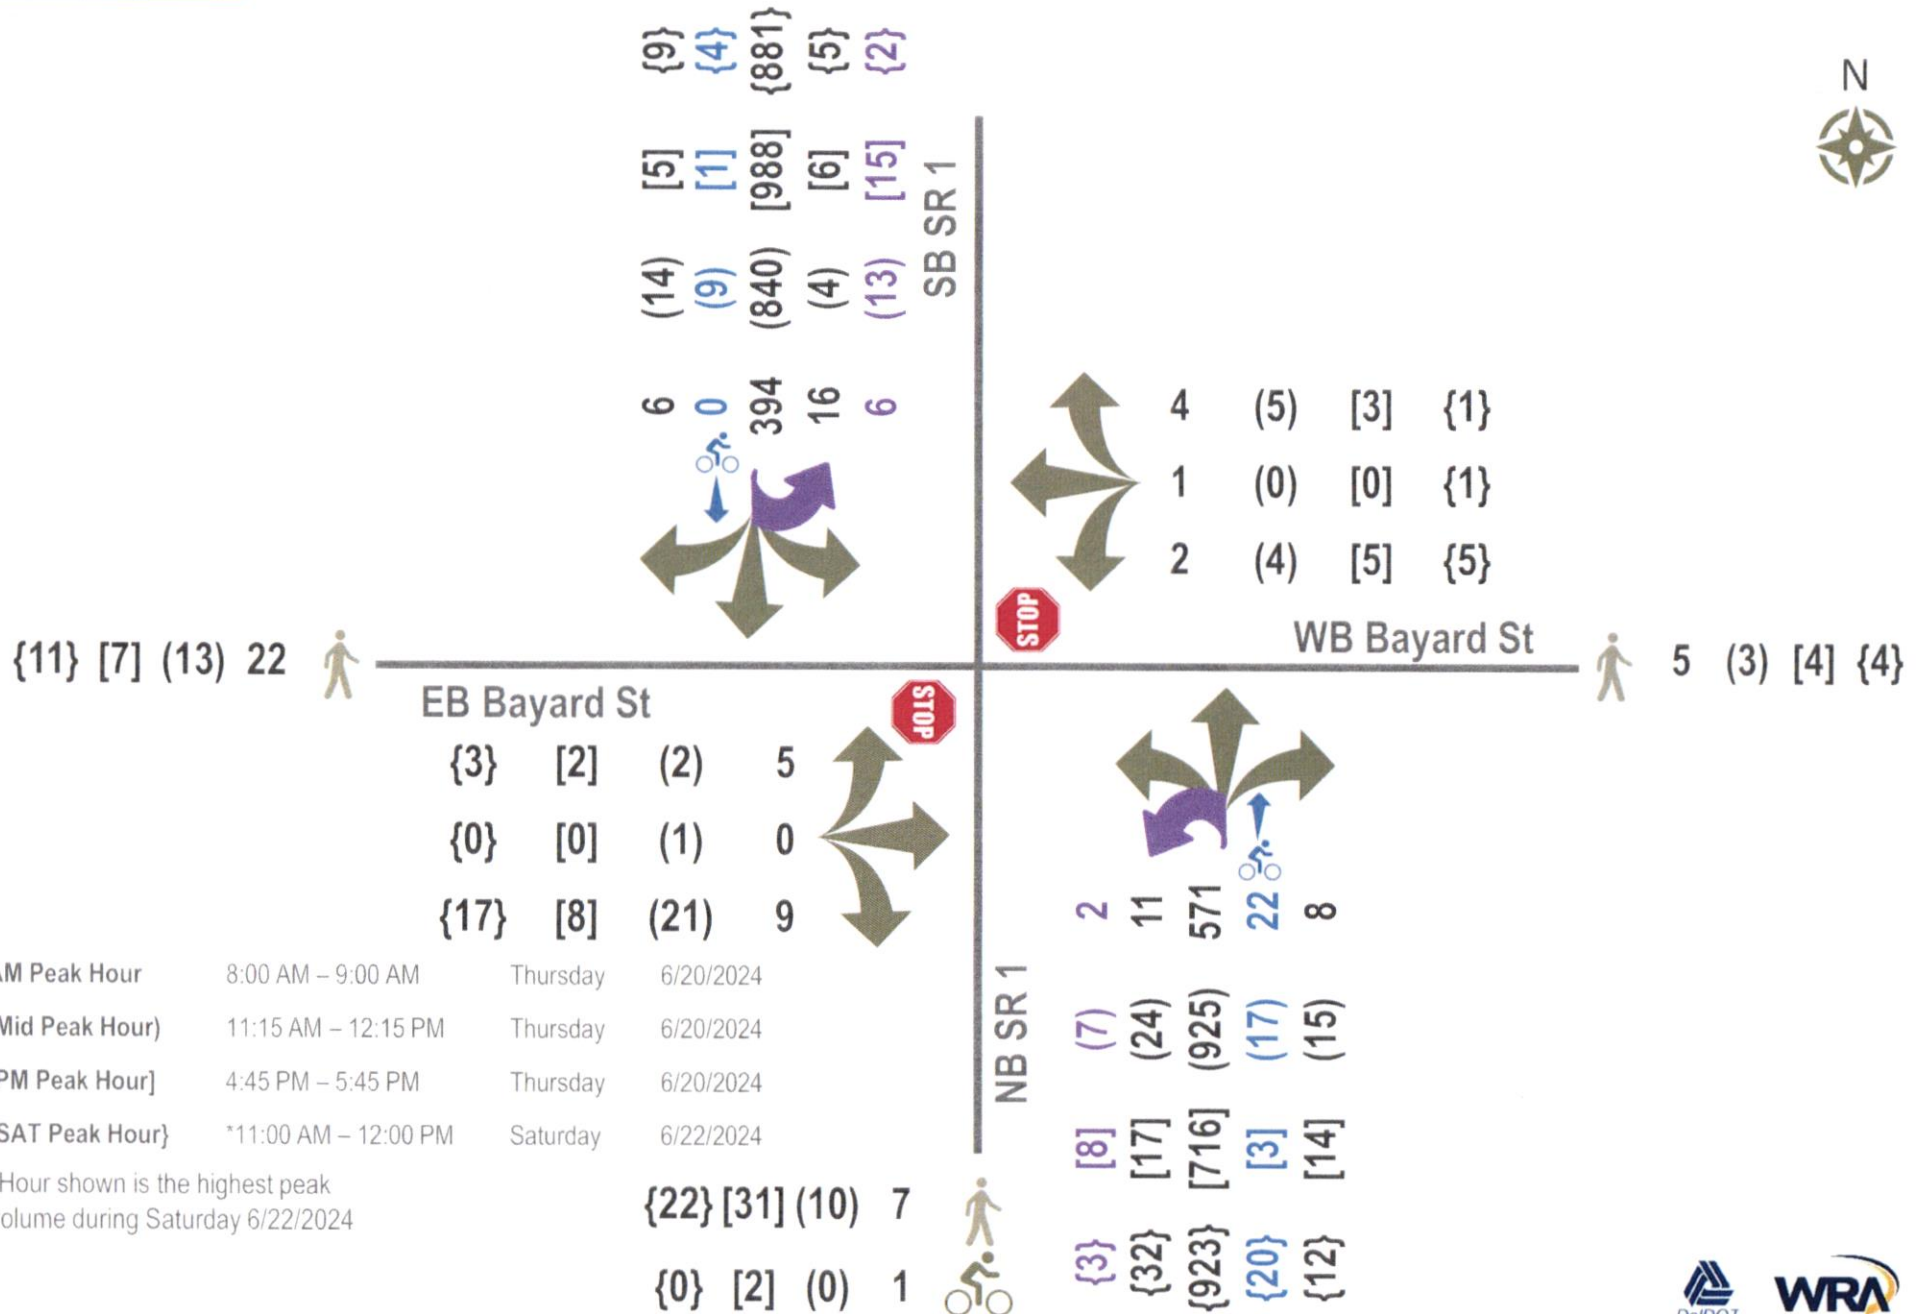 {9} {4} {881} {5} {2}
[5] [1] [988] [6] [15]
(14) (9) (840) (4) (13)
6 0 394 16 6
SB SR 1
N
4 (5) [3] {1}
1 (0) [0] {1}
2 (4) [5] {5}
STOP
WB Bayard St
{11} [7] (13) 22
5 (3) [4] {4}
EB Bayard St
STOP
{3} [2] (2) 5
{0} [0] (1) 0
{17} [8] (21) 9
2 11 571 22 8
(7) (24) (925) (17) (15)
[8] [17] [716] [3] [14]
{3} {32} {923} {20} {12}
NB SR 1
AM Peak Hour 8:00 AM – 9:00 AM Thursday 6/20/2024
Mid Peak Hour) 11:15 AM – 12:15 PM Thursday 6/20/2024
PM Peak Hour] 4:45 PM – 5:45 PM Thursday 6/20/2024
SAT Peak Hour} *11:00 AM – 12:00 PM Saturday 6/22/2024
Hour shown is the highest peak
olume during Saturday 6/22/2024
{22} [31] (10) 7
{0} [2] (0) 1
WRA